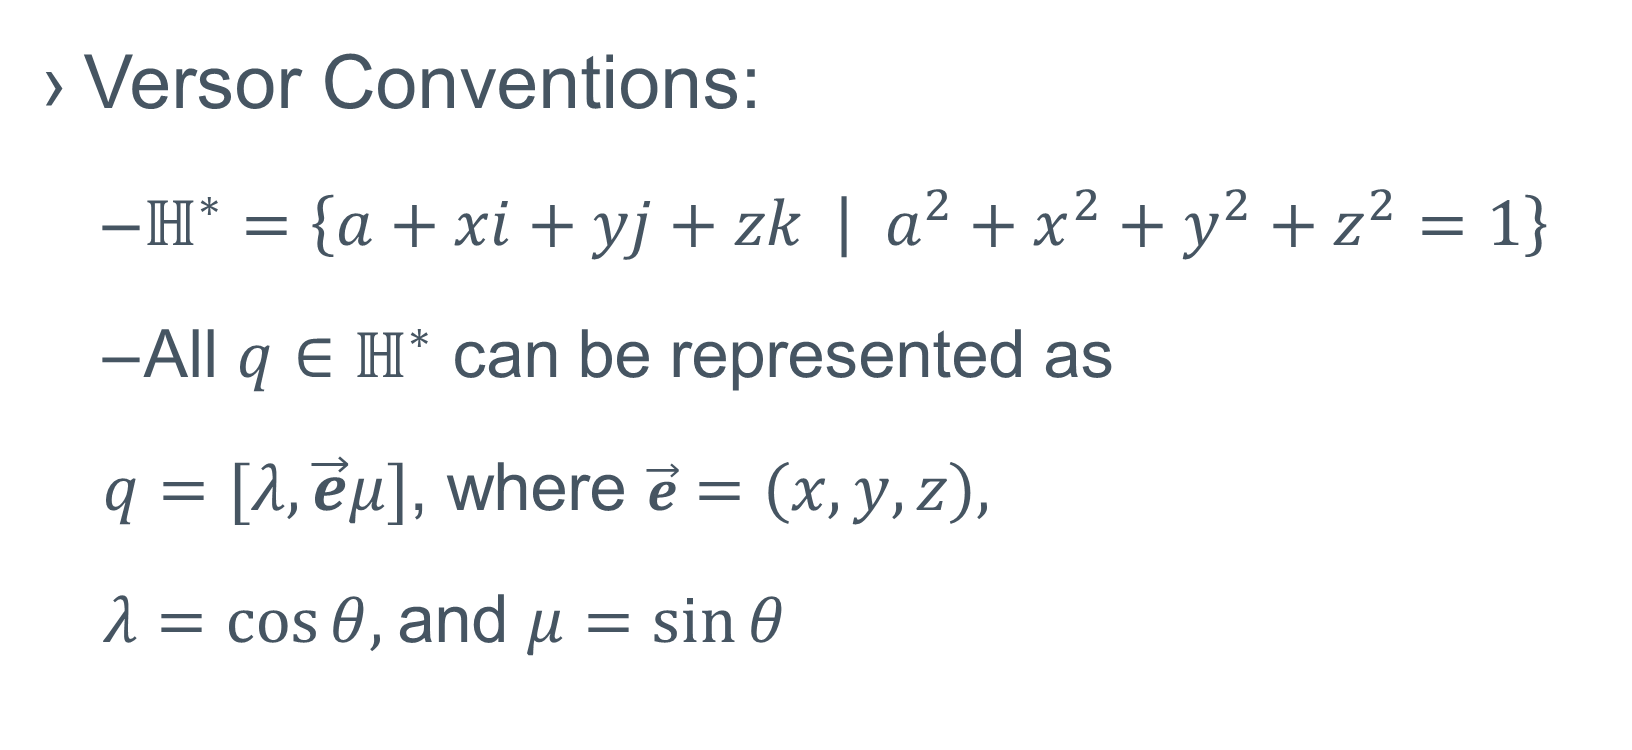 › Versor Conventions:
–ℍ* = {a + xi + yj + zk | a² + x² + y² + z² = 1}
–All q ∈ ℍ* can be represented as
q = [λ, e⃗μ], where e⃗ = (x, y, z),
λ = cos θ, and μ = sin θ